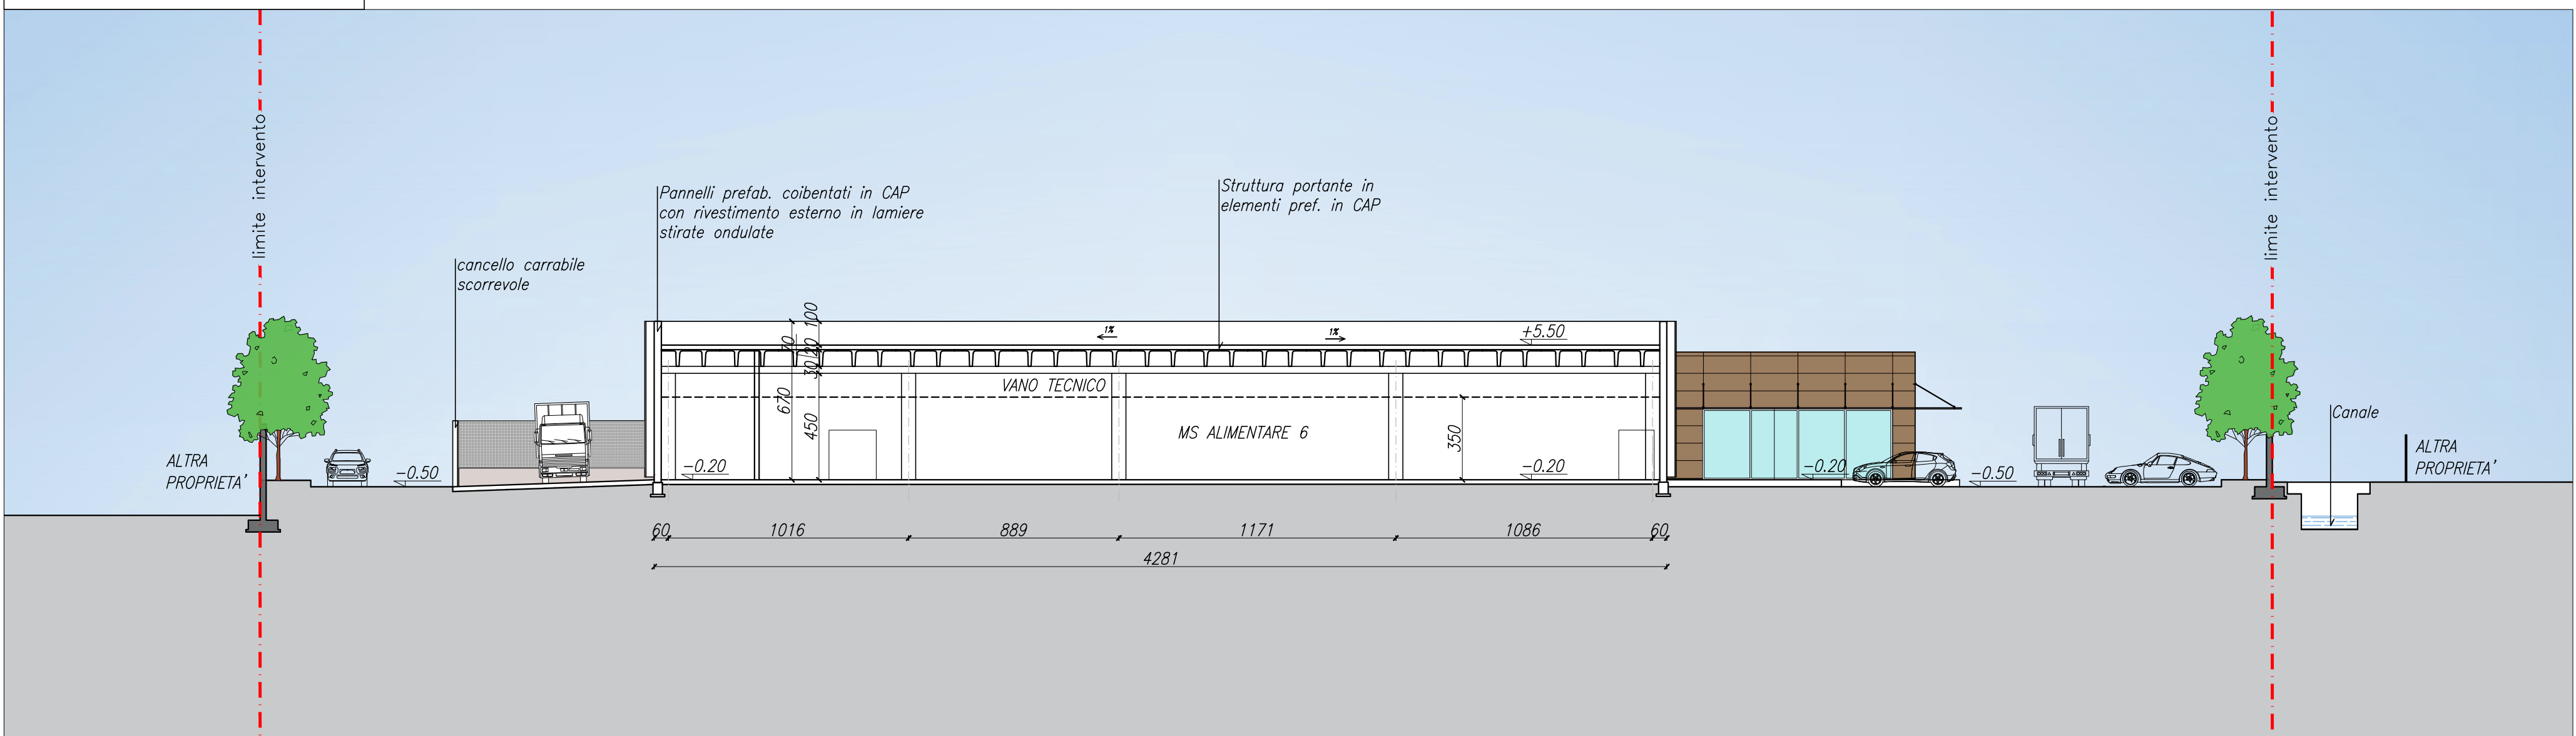 limite intervento
limite intervento
Pannelli prefab. coibentati in CAP
con rivestimento esterno in lamiere
stirate ondulate
Struttura portante in
elementi pref. in CAP
cancello carrabile
scorrevole
100
1%
1%
+5.50
70
20
30
670
450
VANO TECNICO
MS ALIMENTARE 6
350
Canale
ALTRA
PROPRIETA'
ALTRA
PROPRIETA'
-0.50
-0.20
-0.20
-0.20
-0.50
60
1016
889
1171
1086
60
4281